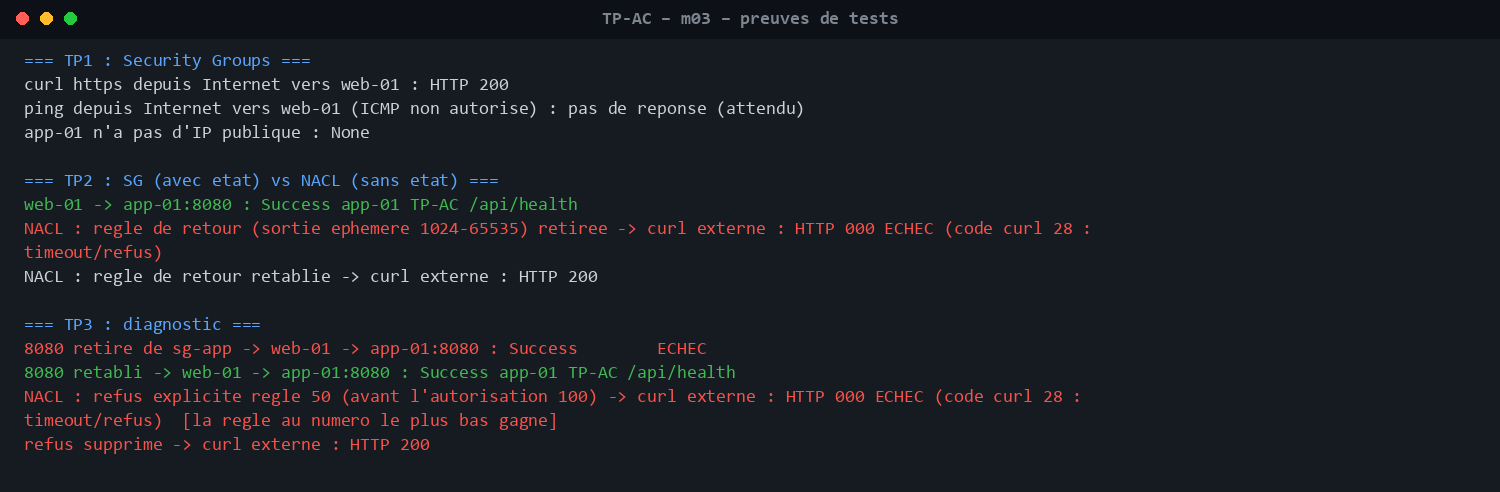 TP-AC – m03 – preuves de tests
=== TP1 : Security Groups ===
curl https depuis Internet vers web-01 : HTTP 200
ping depuis Internet vers web-01 (ICMP non autorise) : pas de reponse (attendu)
app-01 n'a pas d'IP publique : None
=== TP2 : SG (avec etat) vs NACL (sans etat) ===
web-01 -> app-01:8080 : Success app-01 TP-AC /api/health
NACL : regle de retour (sortie ephemere 1024-65535) retiree -> curl externe : HTTP 000 ECHEC (code curl 28 :
timeout/refus)
NACL : regle de retour retablie -> curl externe : HTTP 200
=== TP3 : diagnostic ===
8080 retire de sg-app -> web-01 -> app-01:8080 : Success        ECHEC
8080 retabli -> web-01 -> app-01:8080 : Success app-01 TP-AC /api/health
NACL : refus explicite regle 50 (avant l'autorisation 100) -> curl externe : HTTP 000 ECHEC (code curl 28 :
timeout/refus)  [la regle au numero le plus bas gagne]
refus supprime -> curl externe : HTTP 200